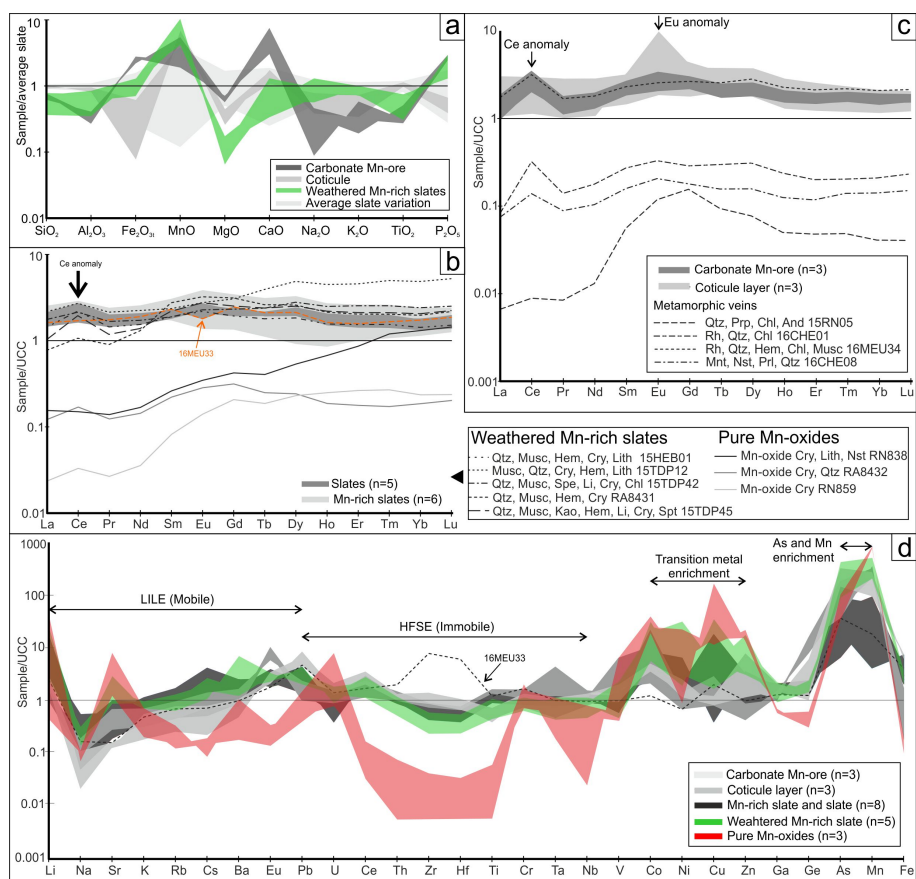 a
Sample/average slate
10
1
0.1
0.01
SiO2 Al2O3 Fe2O3t MnO MgO CaO Na2O K2O TiO2 P2O5
Carbonate Mn-ore
Coticule
Weathered Mn-rich slates
Average slate variation
b
Sample/UCC
10
1
0.1
0.01
Ce anomaly
16MEU33
La Ce Pr Nd Sm Eu Gd Tb Dy Ho Er Tm Yb Lu
Slates (n=5)
Mn-rich slates (n=6)
c
Sample/UCC
10
1
0.1
0.01
0.001
Ce anomaly
Eu anomaly
La Ce Pr Nd Sm Eu Gd Tb Dy Ho Er Tm Yb Lu
Carbonate Mn-ore (n=3)
Coticule layer (n=3)
Metamorphic veins
Qtz, Prp, Chl, And 15RN05
Rh, Qtz, Chl 16CHE01
Rh, Qtz, Hem, Chl, Musc 16MEU34
Mnt, Nst, Prl, Qtz 16CHE08
Weathered Mn-rich slates
Qtz, Musc, Hem, Cry, Lith 15HEB01
Musc, Qtz, Cry, Hem, Lith 15TDP12
Qtz, Musc, Spe, Li, Cry, Chl 15TDP42
Qtz, Musc, Hem, Cry RA8431
Qtz, Musc, Kao, Hem, Li, Cry, Spt 15TDP45
Pure Mn-oxides
Mn-oxide Cry, Lith, Nst RN838
Mn-oxide Cry, Qtz RA8432
Mn-oxide Cry RN859
d
Sample/UCC
1000
100
10
1
0.1
0.01
0.001
LILE (Mobile)
HFSE (Immobile)
16MEU33
Transition metal
enrichment
As and Mn
enrichment
Li Na Sr K Rb Cs Ba Eu Pb U Ce Th Zr Hf Ti Ce Ta Nb V Co Ni Cu Zn Ga Ge As Mn Fe
Carbonate Mn-ore (n=3)
Coticule layer (n=3)
Mn-rich slate and slate (n=8)
Weahtered Mn-rich slate (n=5)
Pure Mn-oxides (n=3)